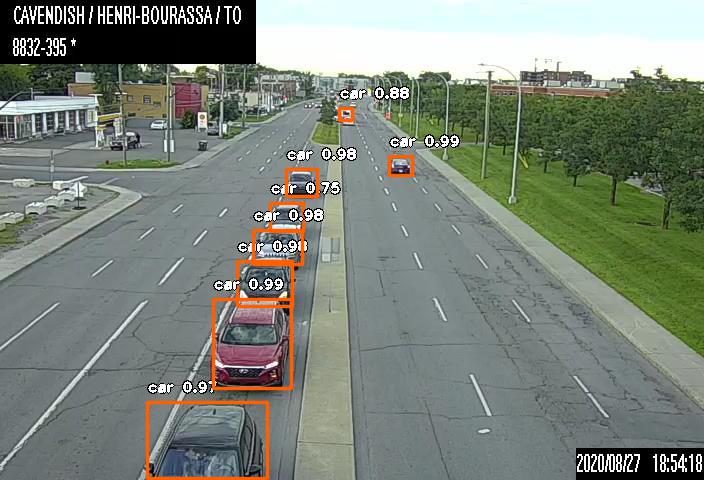 CAVENDISH / HENRI-BOURASSA / TO
8832-395 *
car 0.88
car 0.99
car 0.98
car 0.75
car 0.98
car 0.98
car 0.99
car 0.97
2020/08/27 18:54:18